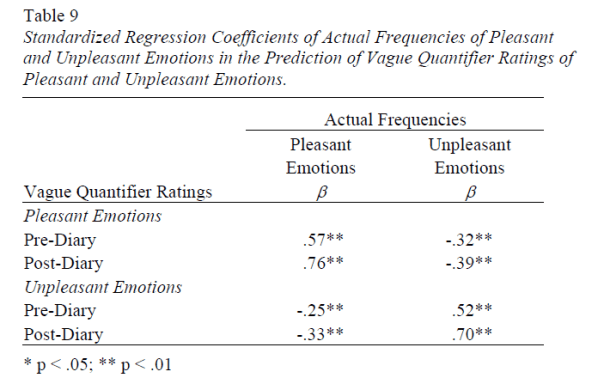 Table 9
Standardized Regression Coefficients of Actual Frequencies of Pleasant
and Unpleasant Emotions in the Prediction of Vague Quantifier Ratings of
Pleasant and Unpleasant Emotions.
Actual Frequencies
Pleasant Emotions Unpleasant Emotions
Vague Quantifier Ratings β β
Pleasant Emotions
Pre-Diary .57** -.32**
Post-Diary .76** -.39**
Unpleasant Emotions
Pre-Diary -.25** .52**
Post-Diary -.33** .70**
* p < .05; ** p < .01